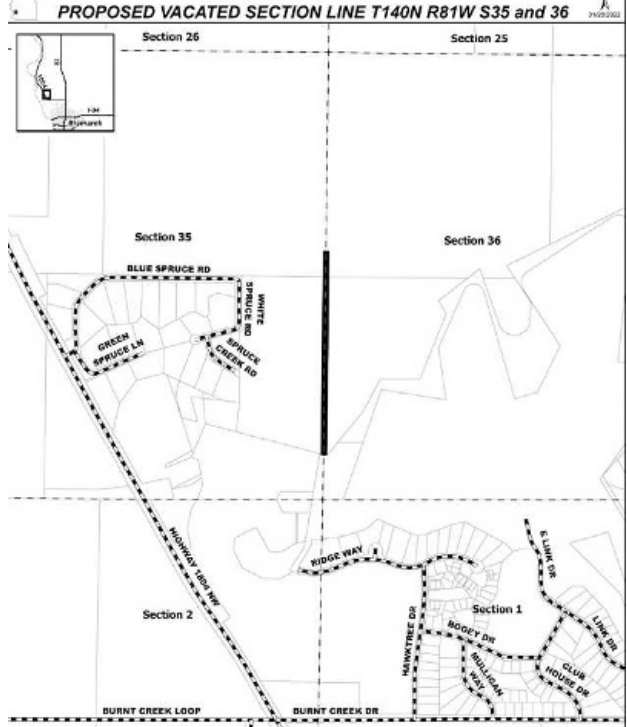 PROPOSED VACATED SECTION LINE T140N R81W S35 and 36
Section 26
Section 25
1804
I-94
Bismarck
Section 35
Section 36
BLUE SPRUCE RD
WHITE
SPRUCE RD
GREEN
SPRUCE LN
SPRUCE
CREEK RD
HIGHWAY 1804 NW
RIDGE WAY
E LINK DR
Section 2
Section 1
HAWKTREE DR
BOGEY DR
LINK DR
MULLIGAN
WAY
CLUB
HOUSE DR
BURNT CREEK LOOP
BURNT CREEK DR